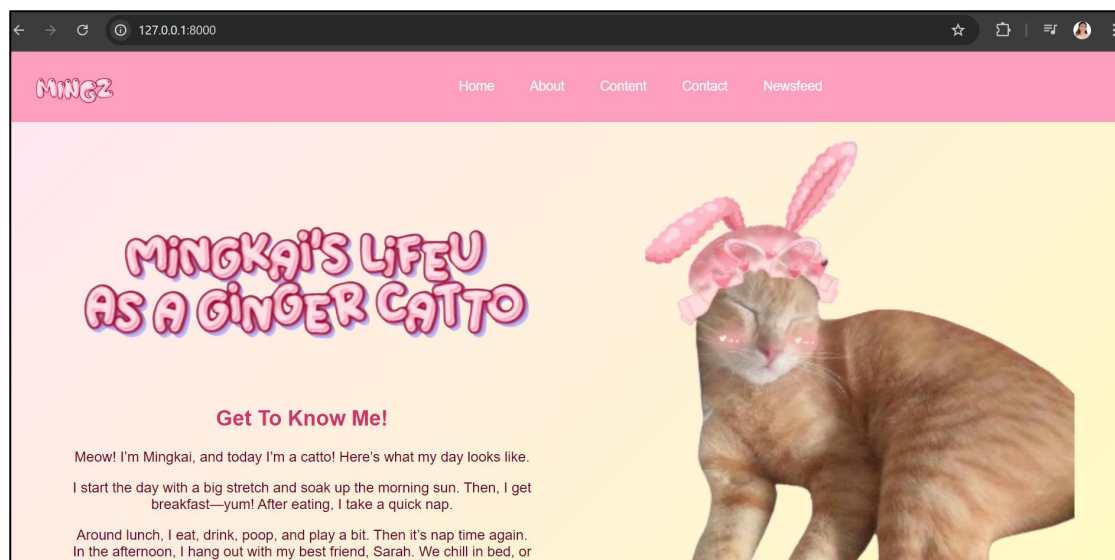 127.0.0.1:8000
MINGZ
Home About Content Contact Newsfeed
MINGKAI'S LIFEU
AS A GINGER CATTO
Get To Know Me!
Meow! I'm Mingkai, and today I'm a catto! Here's what my day looks like.
I start the day with a big stretch and soak up the morning sun. Then, I get
breakfast—yum! After eating, I take a quick nap.
Around lunch, I eat, drink, poop, and play a bit. Then it's nap time again.
In the afternoon, I hang out with my best friend, Sarah. We chill in bed, or